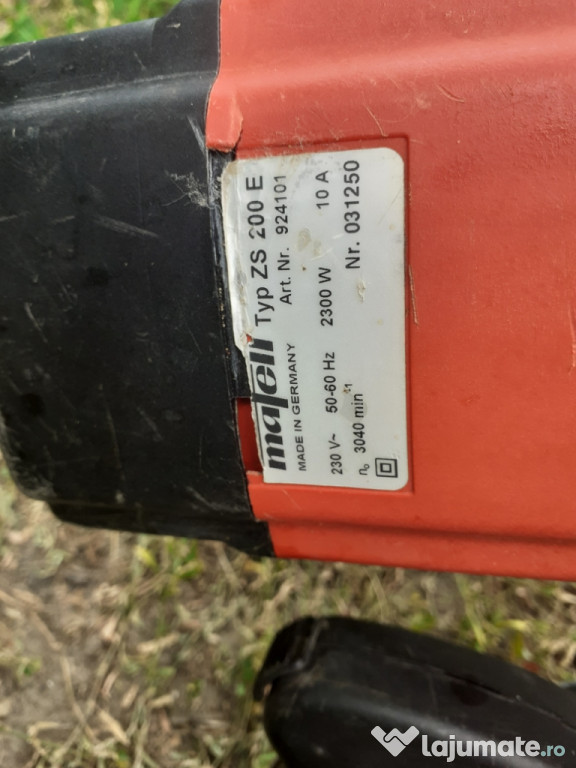 mafell Typ ZS 200 E
MADE IN GERMANY Art. Nr. 924101
230 V~ 50-60 Hz 2300 W 10 A
n₀ 3040 min⁻¹ Nr. 031250
lajumate.ro